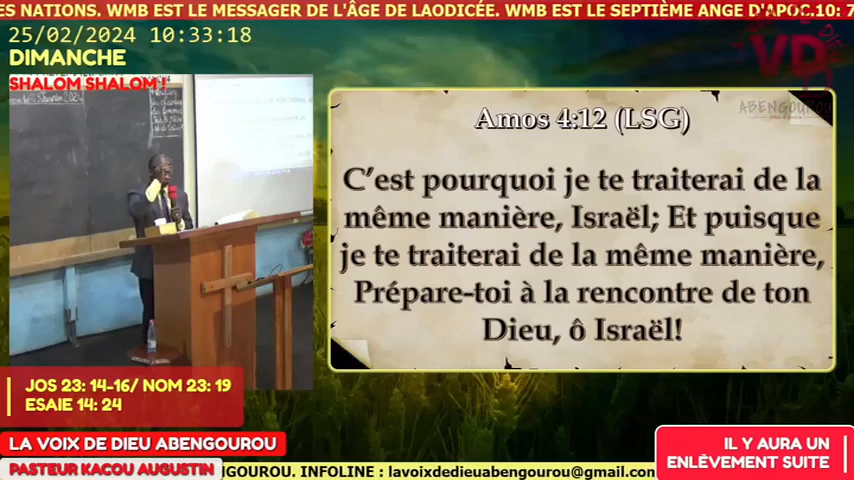 ES NATIONS. WMB EST LE MESSAGER DE L'ÂGE DE LAODICÉE. WMB EST LE SEPTIÈME ANGE D'APOC.10: 7
25/02/2024 10:33:18
DIMANCHE
SHALOM SHALOM !
VD
ABENGOUROU
Amos 4:12 (LSG)
C'est pourquoi je te traiterai de la
même manière, Israël; Et puisque
je te traiterai de la même manière,
Prépare-toi à la rencontre de ton
Dieu, ô Israël!
JOS 23: 14-16/ NOM 23: 19
ESAIE 14: 24
LA VOIX DE DIEU ABENGOUROU
PASTEUR KACOU AUGUSTIN
NGOUROU. INFOLINE : lavoixdedieuabengourou@gmail.com
IL Y AURA UN
ENLÈVEMENT SUITE